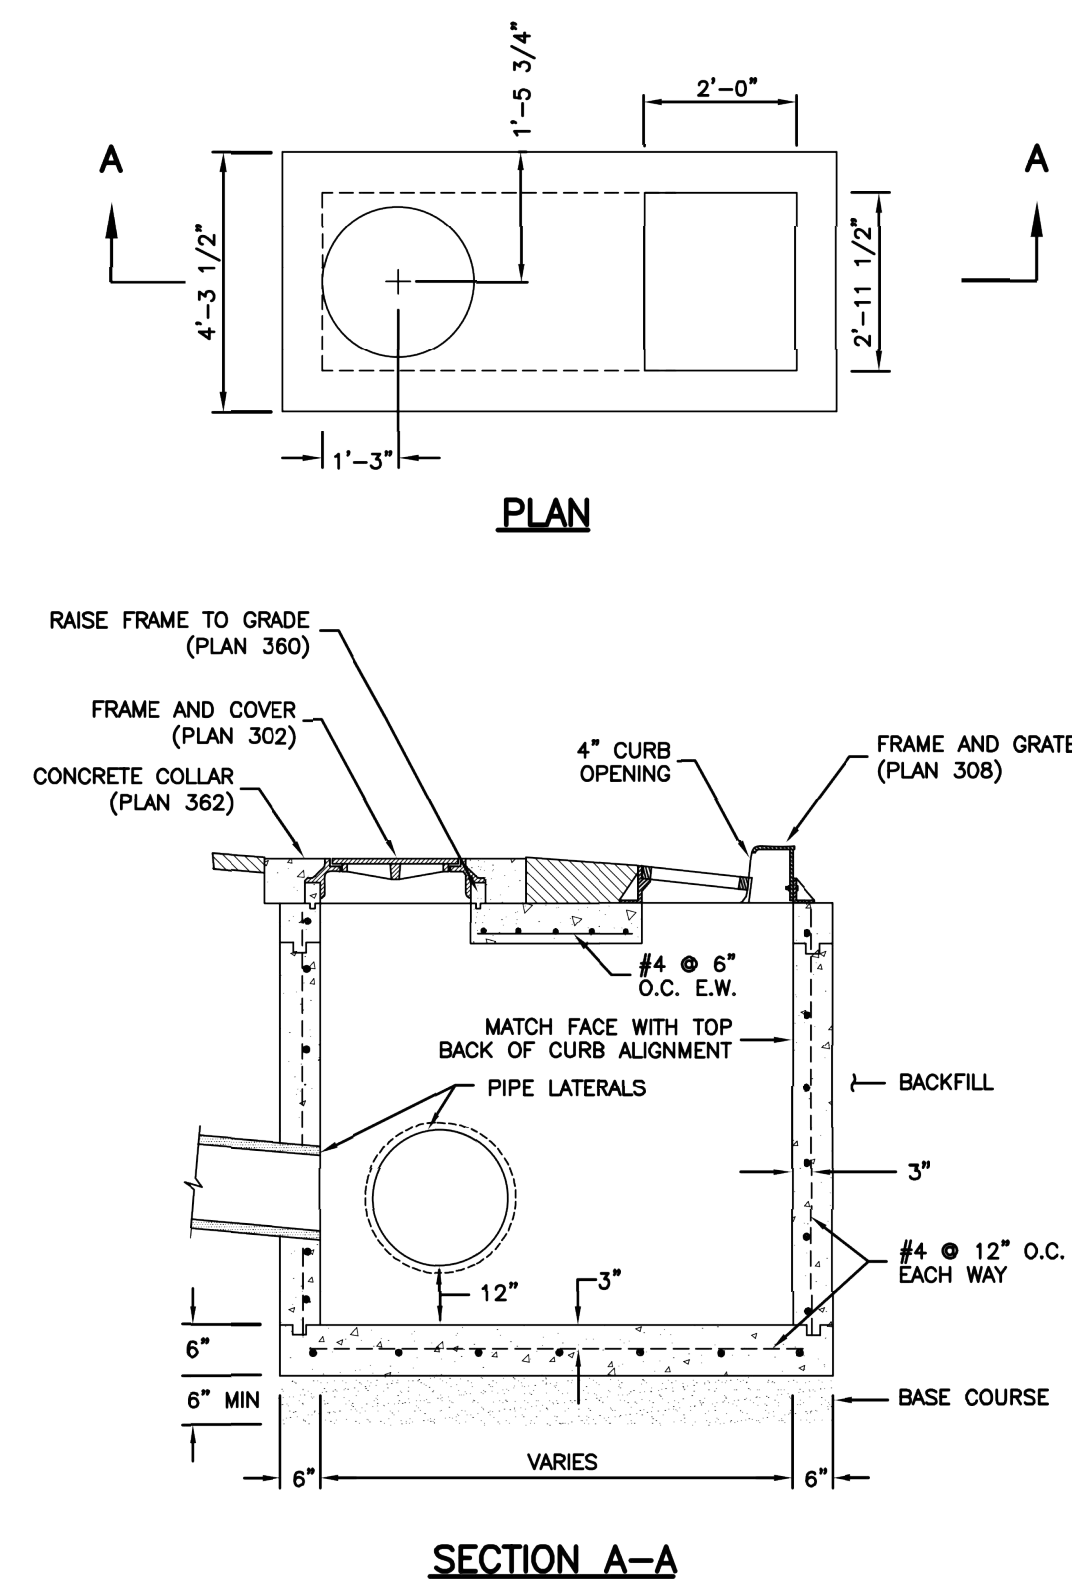 1'-5 3/4"
2'-0"
A
A
4'-3 1/2"
2'-11 1/2"
1'-3"
PLAN
RAISE FRAME TO GRADE
(PLAN 360)
FRAME AND COVER
(PLAN 302)
4" CURB
OPENING
FRAME AND GRATE
(PLAN 308)
CONCRETE COLLAR
(PLAN 362)
#4 @ 6"
O.C. E.W.
MATCH FACE WITH TOP
BACK OF CURB ALIGNMENT
PIPE LATERALS
BACKFILL
3"
#4 @ 12" O.C.
EACH WAY
12"
3"
6"
6" MIN
BASE COURSE
6"
VARIES
6"
SECTION A-A